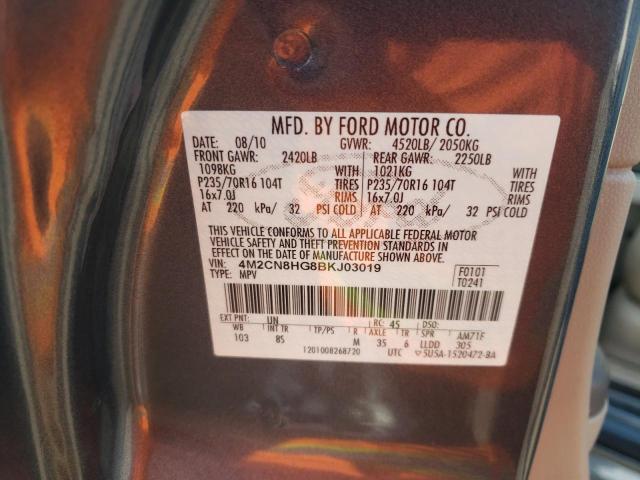 MFD. BY FORD MOTOR CO.
DATE: 08/10 GVWR: 4520LB/ 2050KG
FRONT GAWR: 2420LB REAR GAWR: 2250LB
1098KG WITH 1021KG WITH
P235/70R16 104T TIRES P235/70R16 104T TIRES
16x7.0J RIMS 16x7.0J RIMS
AT 220 kPa/ 32 PSI COLD AT 220 kPa/ 32 PSI COLD
THIS VEHICLE CONFORMS TO ALL APPLICABLE FEDERAL MOTOR
VEHICLE SAFETY AND THEFT PREVENTION STANDARDS IN
EFFECT ON THE DATE OF MANUFACTURE SHOWN ABOVE.
VIN: 4M2CN8HG8BKJ03019 F0101
TYPE: MPV T0241
EXT PNT: UN RC: 45 DSO:
WB INT TR TP/PS R AXLE TR SPR AM71F
103 85 M 35 6 LLDD 305
1201008268720 UTC 5U5A-1520472-BA